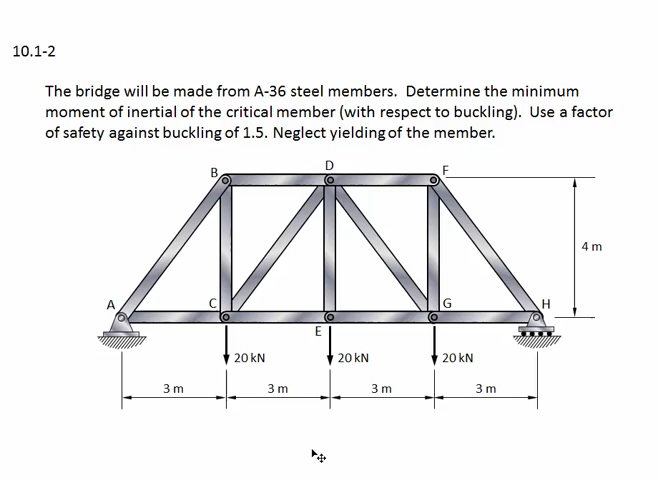 10.1-2
The bridge will be made from A-36 steel members.  Determine the minimum
moment of inertial of the critical member (with respect to buckling).  Use a factor
of safety against buckling of 1.5. Neglect yielding of the member.
B
D
F
4 m
A
C
G
H
E
20 kN
20 kN
20 kN
3 m
3 m
3 m
3 m